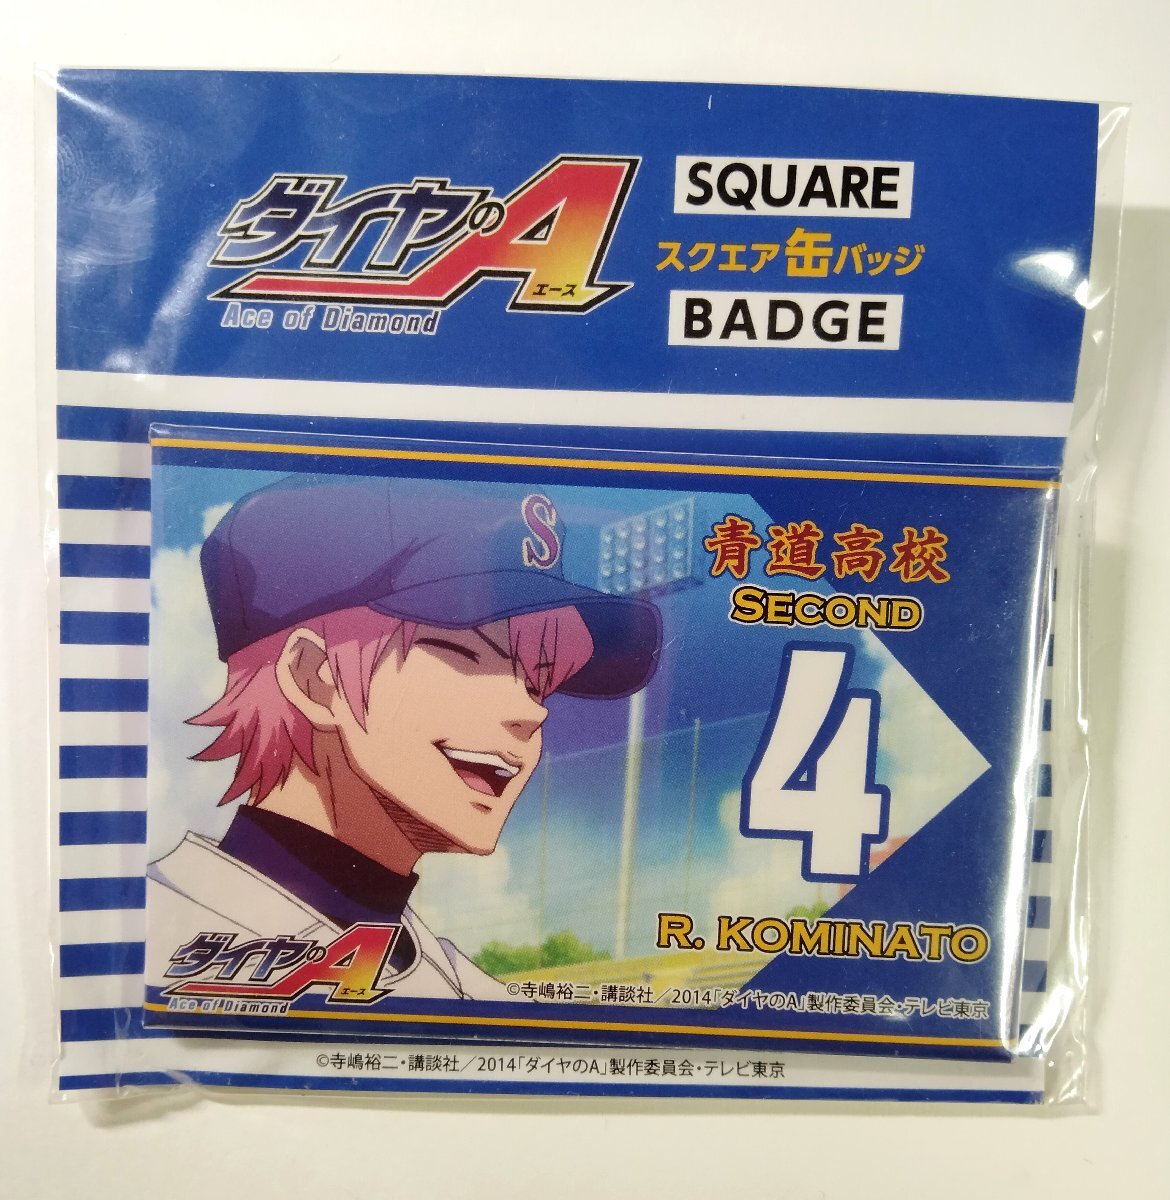 ダイヤのA
エース
Ace of Diamond
SQUARE
スクエア缶バッジ
BADGE
S
青道高校
SECOND
4
R. KOMINATO
ダイヤのA
エース
Ace of Diamond
©寺嶋裕二・講談社／2014「ダイヤのA」製作委員会・テレビ東京
©寺嶋裕二・講談社／2014「ダイヤのA」製作委員会・テレビ東京